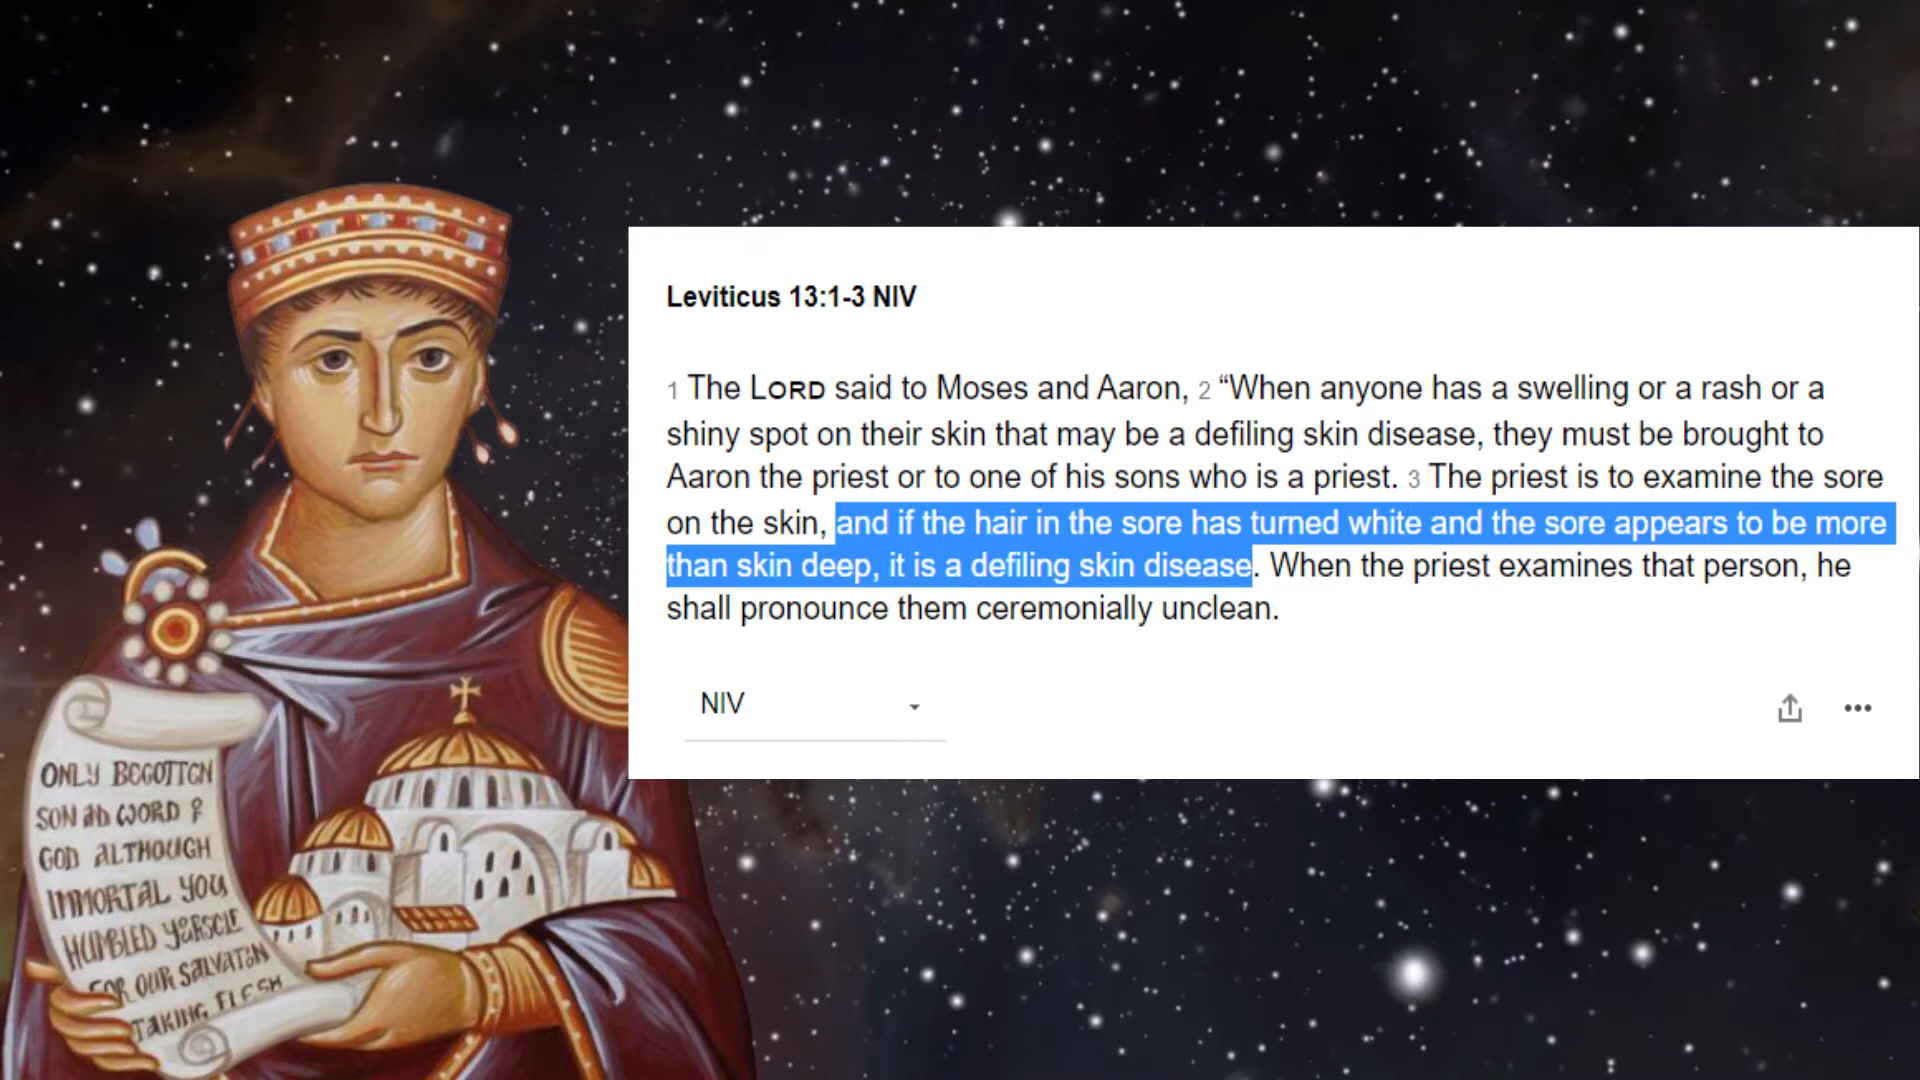 Leviticus 13:1-3 NIV
1 The LORD said to Moses and Aaron, 2 “When anyone has a swelling or a rash or a
shiny spot on their skin that may be a defiling skin disease, they must be brought to
Aaron the priest or to one of his sons who is a priest. 3 The priest is to examine the sore
on the skin, and if the hair in the sore has turned white and the sore appears to be more
than skin deep, it is a defiling skin disease. When the priest examines that person, he
shall pronounce them ceremonially unclean.
NIV
ONLY BEGOTTEN
SON AD WORD
GOD ALTHOUGH
IMMORTAL YOU
HUMBLED
FOR OUR SALVATION
TAKING FLESH